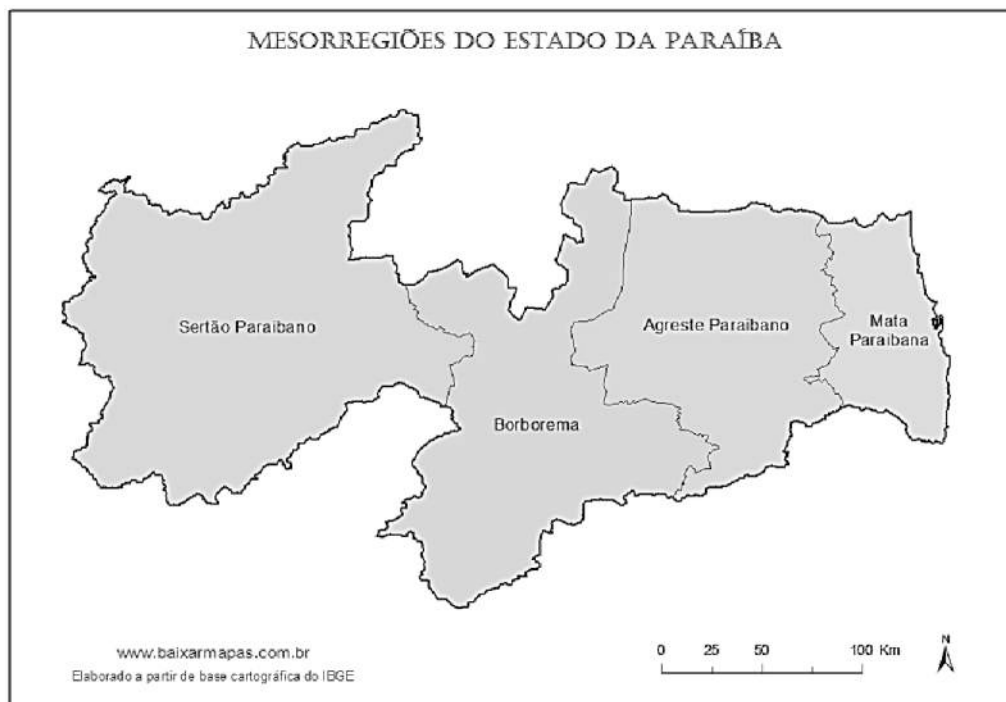 MESORREGIÕES DO ESTADO DA PARAÍBA
Sertão Paraibano
Agreste Paraibano
Mata
Paraibana
Borborema
www.baixarmapas.com.br
Elaborado a partir de base cartográfica do IBGE
0 25 50 100 Km
N